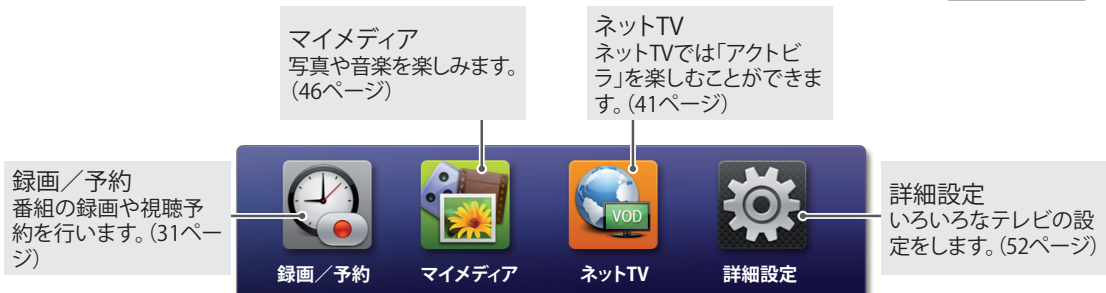 マイメディア
写真や音楽を楽しみます。
（46ページ）
ネットTV
ネットTVでは「アクトビ
ラ」を楽しむことができま
す。（41ページ）
録画／予約
番組の録画や視聴予
約を行います。（31ペー
ジ）
詳細設定
いろいろなテレビの設
定をします。（52ページ）
VOD
録画／予約
マイメディア
ネットTV
詳細設定